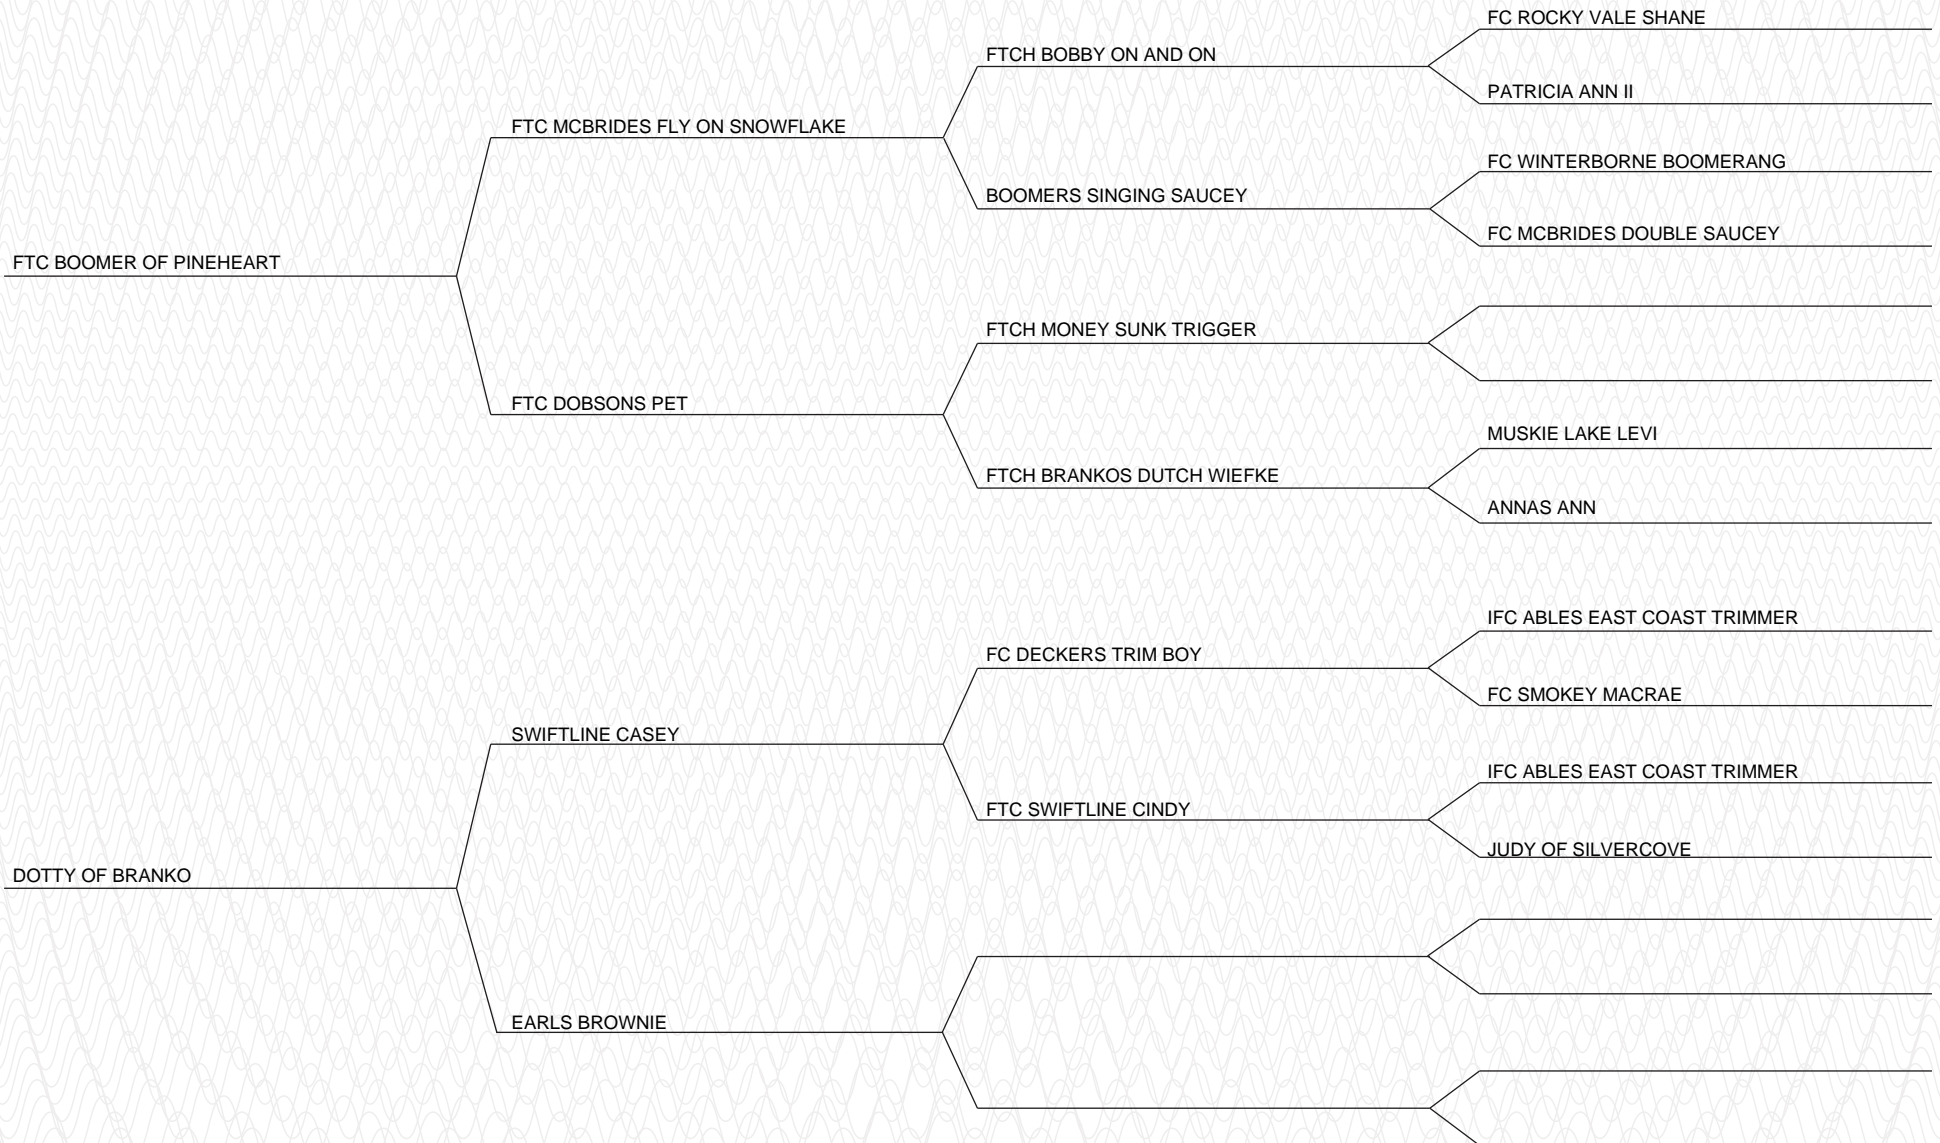 FC ROCKY VALE SHANE
FTCH BOBBY ON AND ON
PATRICIA ANN II
FTC MCBRIDES FLY ON SNOWFLAKE
FC WINTERBORNE BOOMERANG
BOOMERS SINGING SAUCEY
FC MCBRIDES DOUBLE SAUCEY
FTC BOOMER OF PINEHEART
FTCH MONEY SUNK TRIGGER
FTC DOBSONS PET
MUSKIE LAKE LEVI
FTCH BRANKOS DUTCH WIEFKE
ANNAS ANN
IFC ABLES EAST COAST TRIMMER
FC DECKERS TRIM BOY
FC SMOKEY MACRAE
SWIFTLINE CASEY
IFC ABLES EAST COAST TRIMMER
FTC SWIFTLINE CINDY
JUDY OF SILVERCOVE
DOTTY OF BRANKO
EARLS BROWNIE